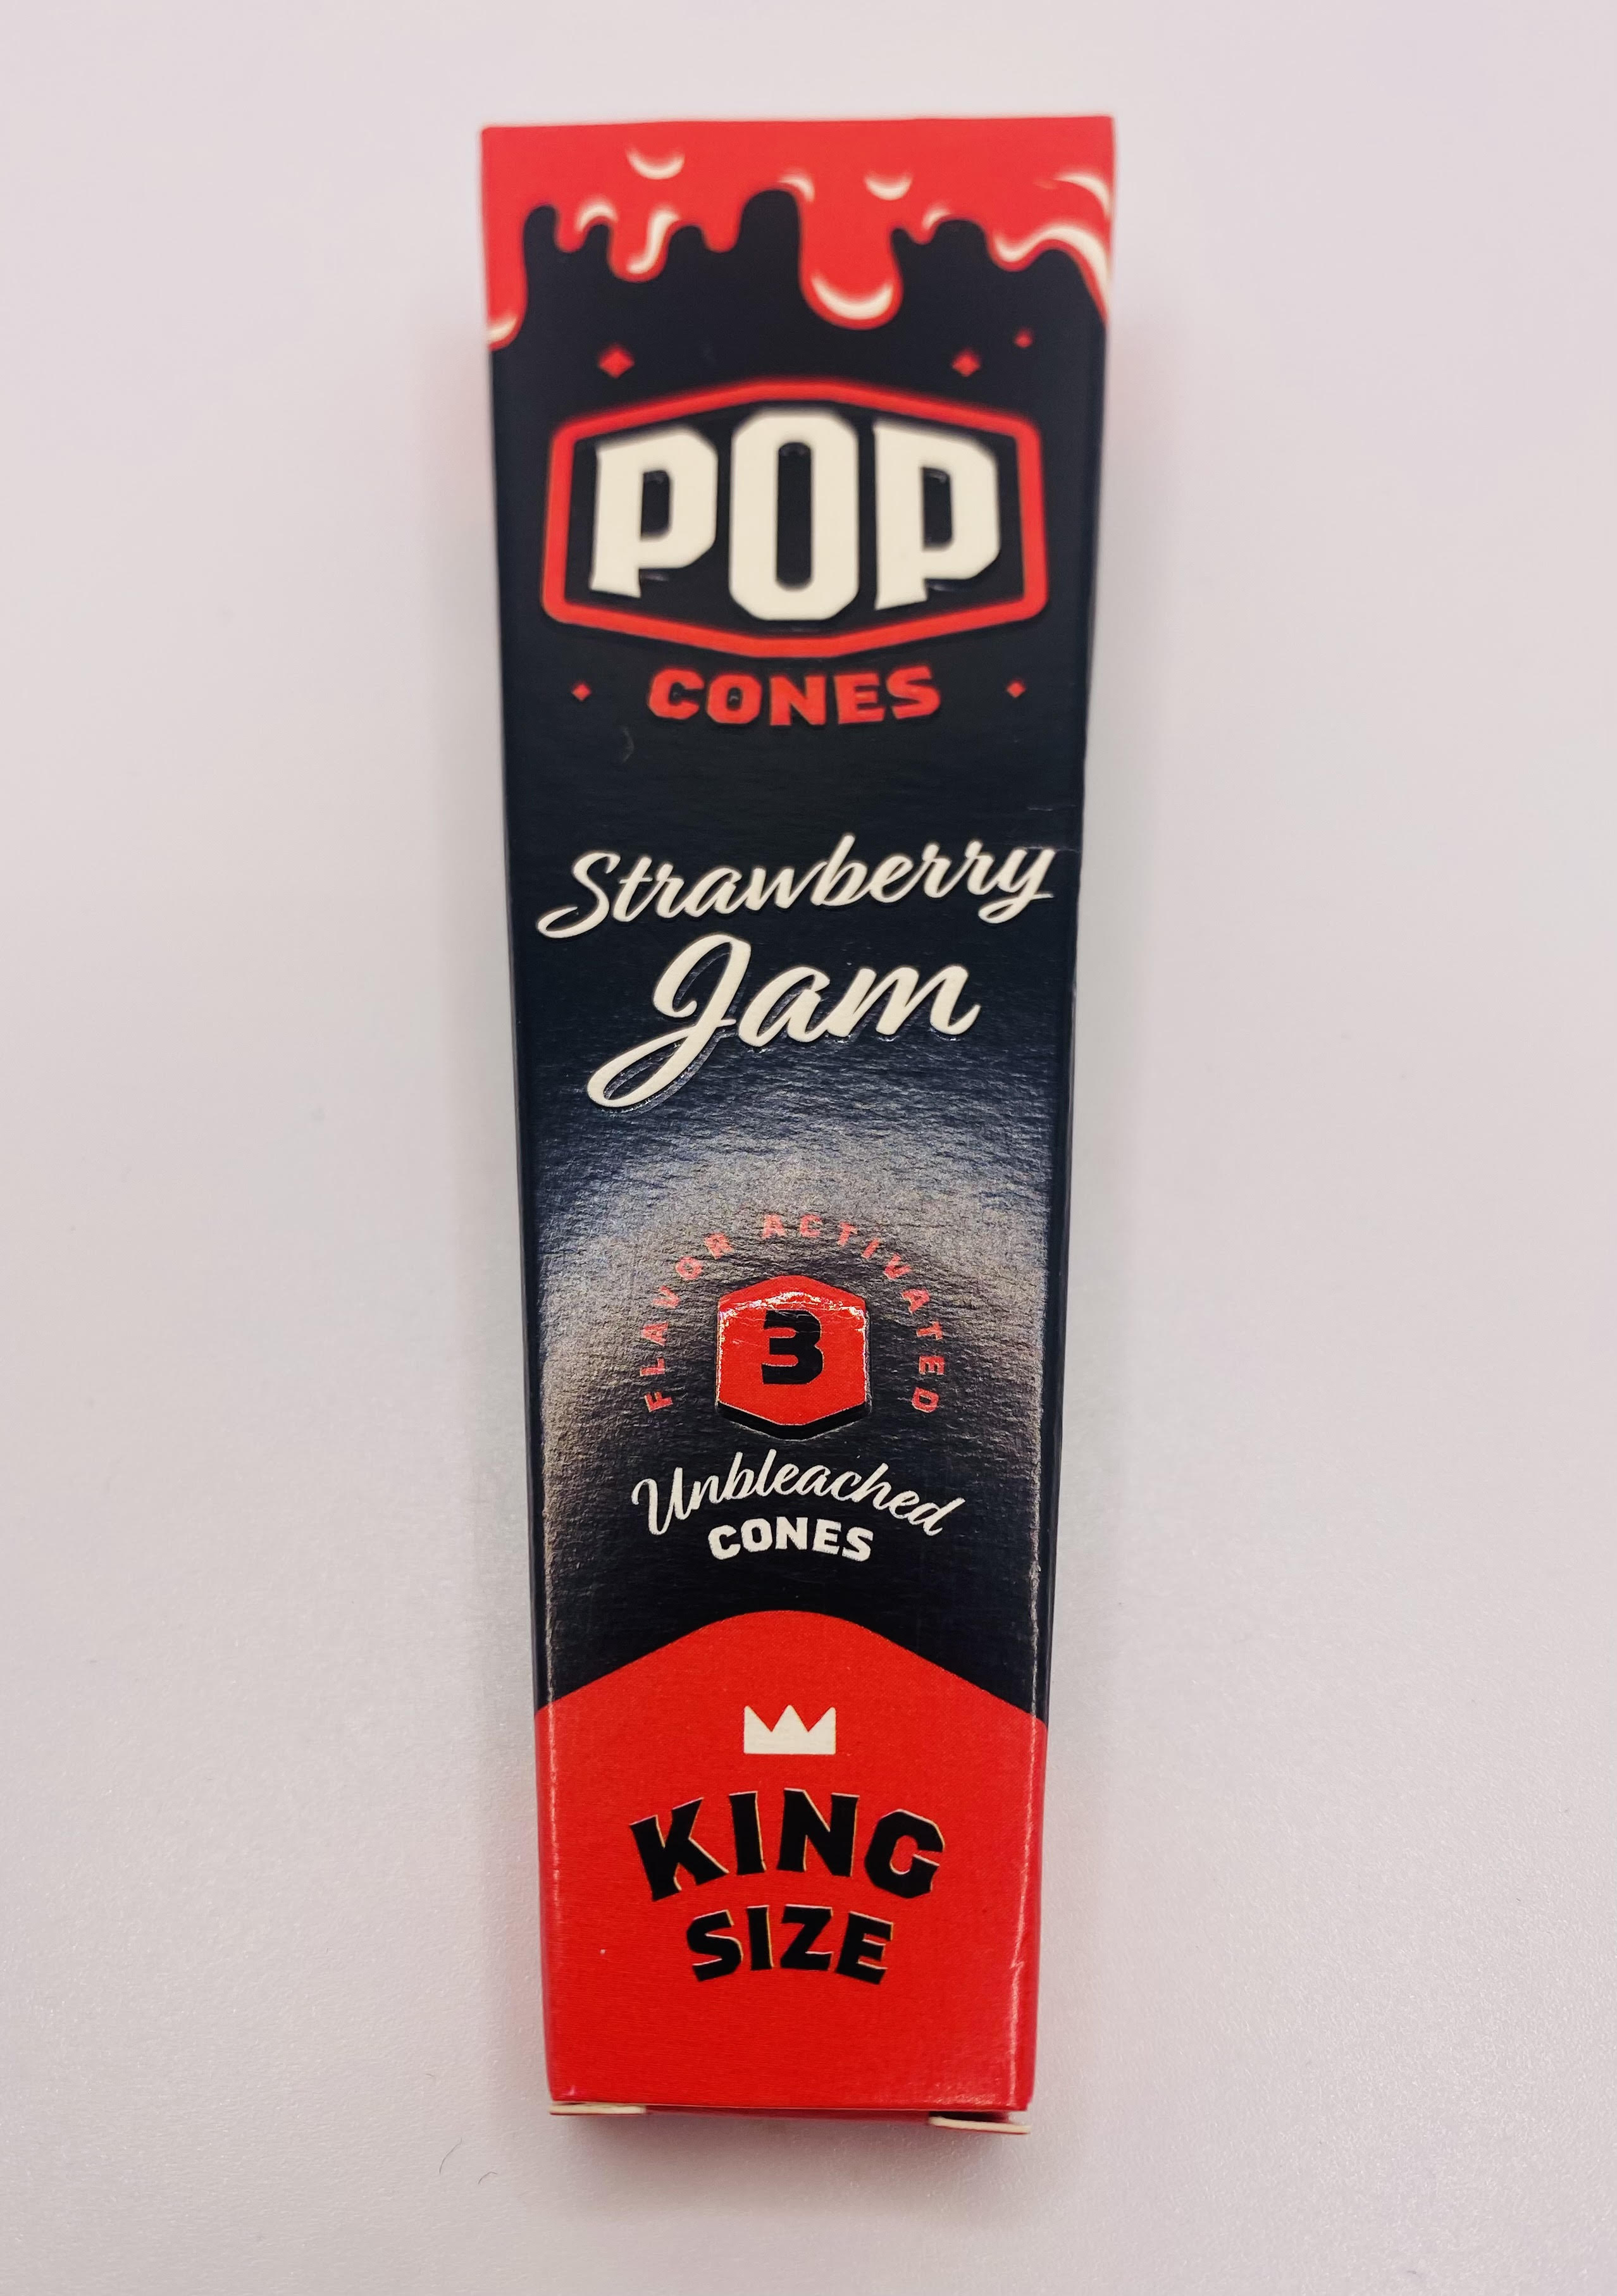 POP
CONES
Strawberry
Jam
FLAVOR ACTIVATED
3
Unbleached
CONES
KING
SIZE